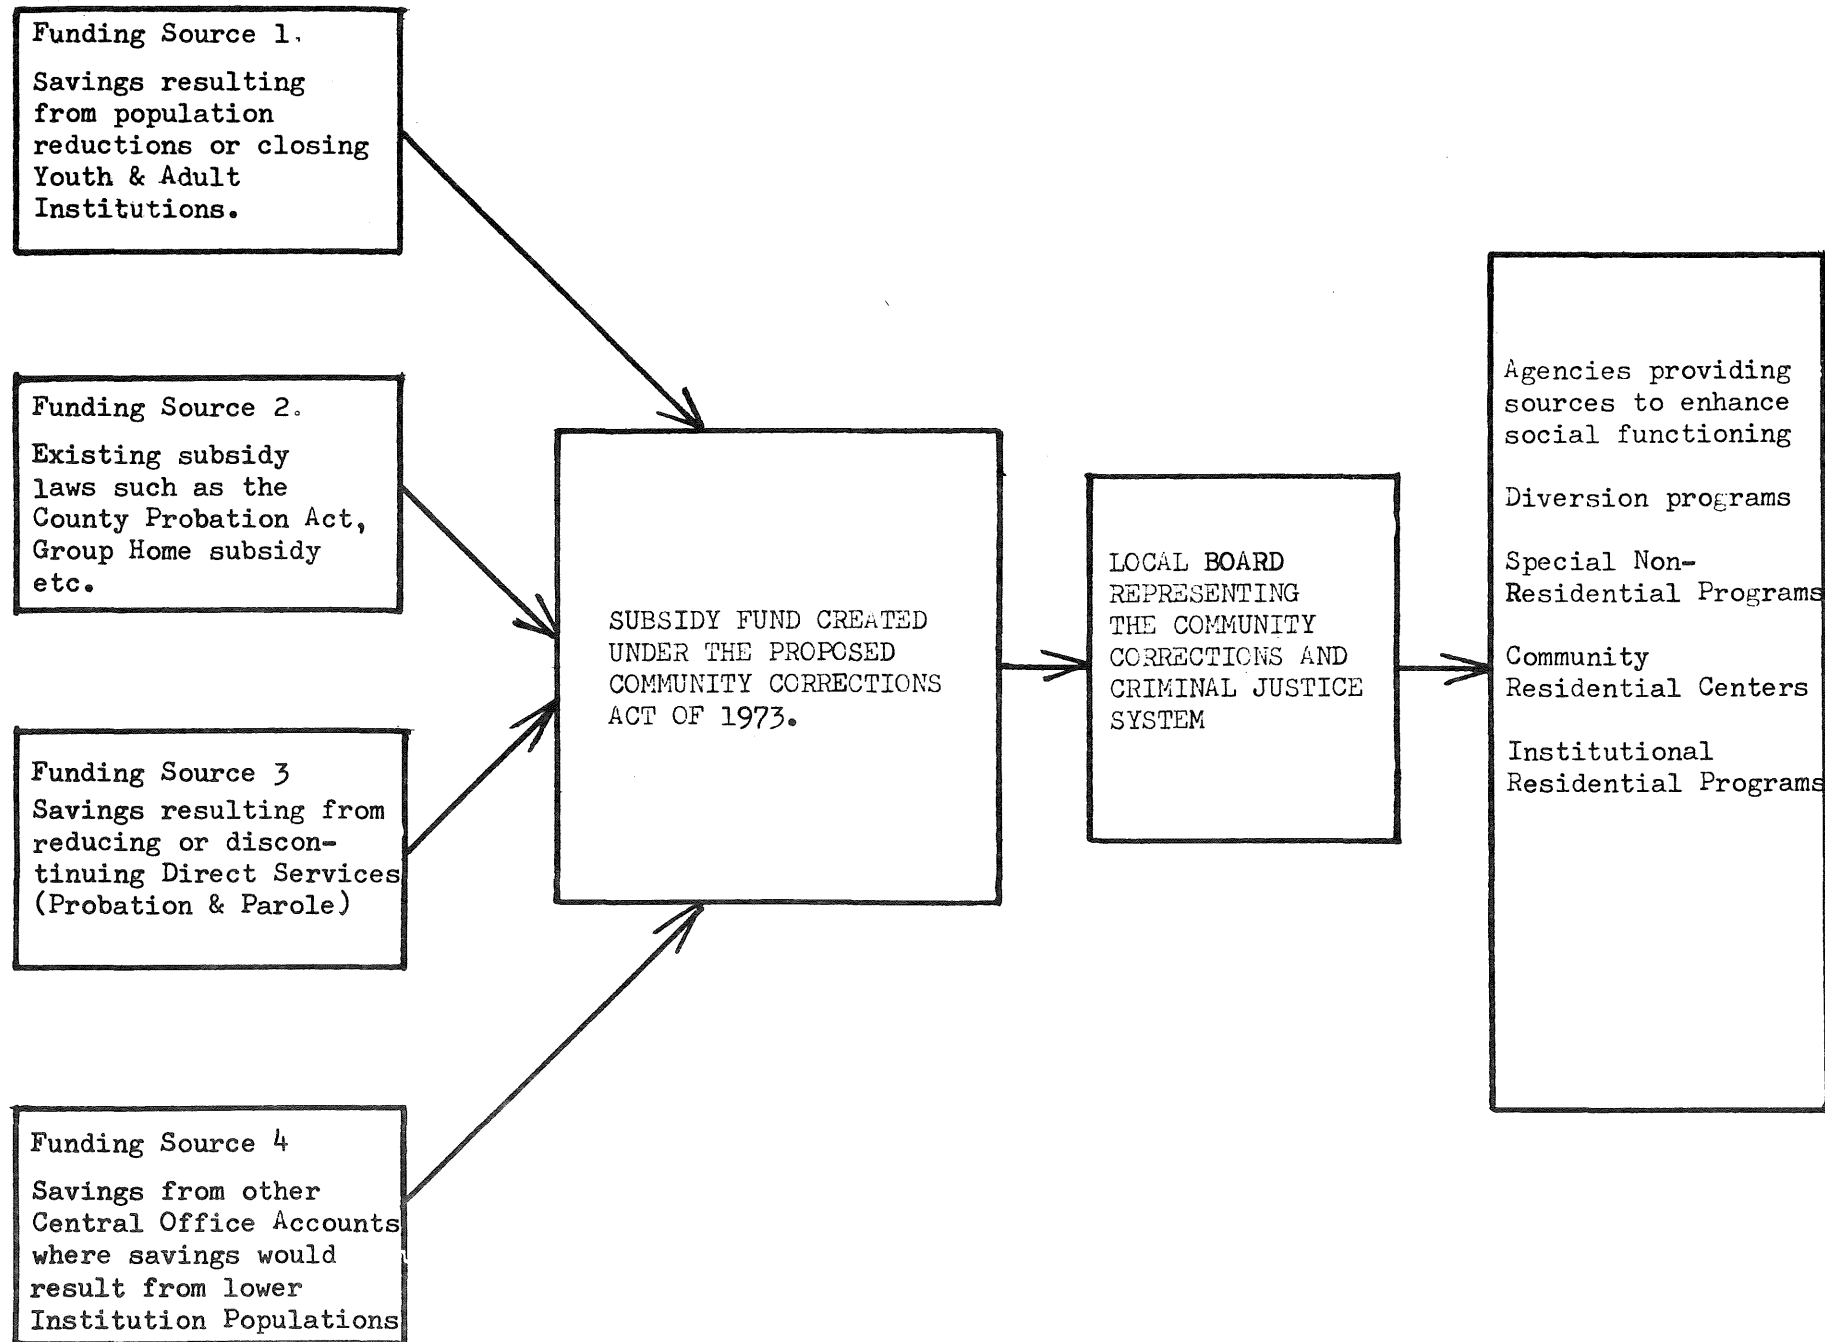 Funding Source 1.
Savings resulting
from population
reductions or closing
Youth & Adult
Institutions.
Funding Source 2.
Existing subsidy
laws such as the
County Probation Act,
Group Home subsidy
etc.
Funding Source 3
Savings resulting from
reducing or discon-
tinuing Direct Services
(Probation & Parole)
Funding Source 4
Savings from other
Central Office Accounts
where savings would
result from lower
Institution Populations
SUBSIDY FUND CREATED
UNDER THE PROPOSED
COMMUNITY CORRECTIONS
ACT OF 1973.
LOCAL BOARD
REPRESENTING
THE COMMUNITY
CORRECTIONS AND
CRIMINAL JUSTICE
SYSTEM
Agencies providing
sources to enhance
social functioning
Diversion programs
Special Non-
Residential Programs
Community
Residential Centers
Institutional
Residential Programs